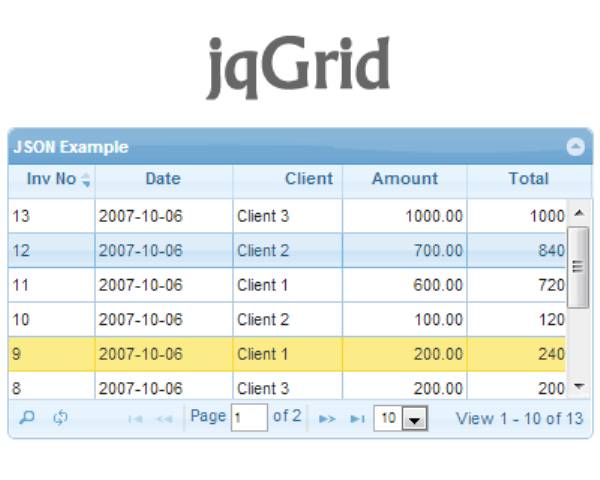 jqGrid
JSON Example
Inv No Date Client Amount Total
13 2007-10-06 Client 3 1000.00 1000
12 2007-10-06 Client 2 700.00 840
11 2007-10-06 Client 1 600.00 720
10 2007-10-06 Client 2 100.00 120
9 2007-10-06 Client 1 200.00 240
8 2007-10-06 Client 3 200.00 200
Page 1 of 2 10 View 1 - 10 of 13